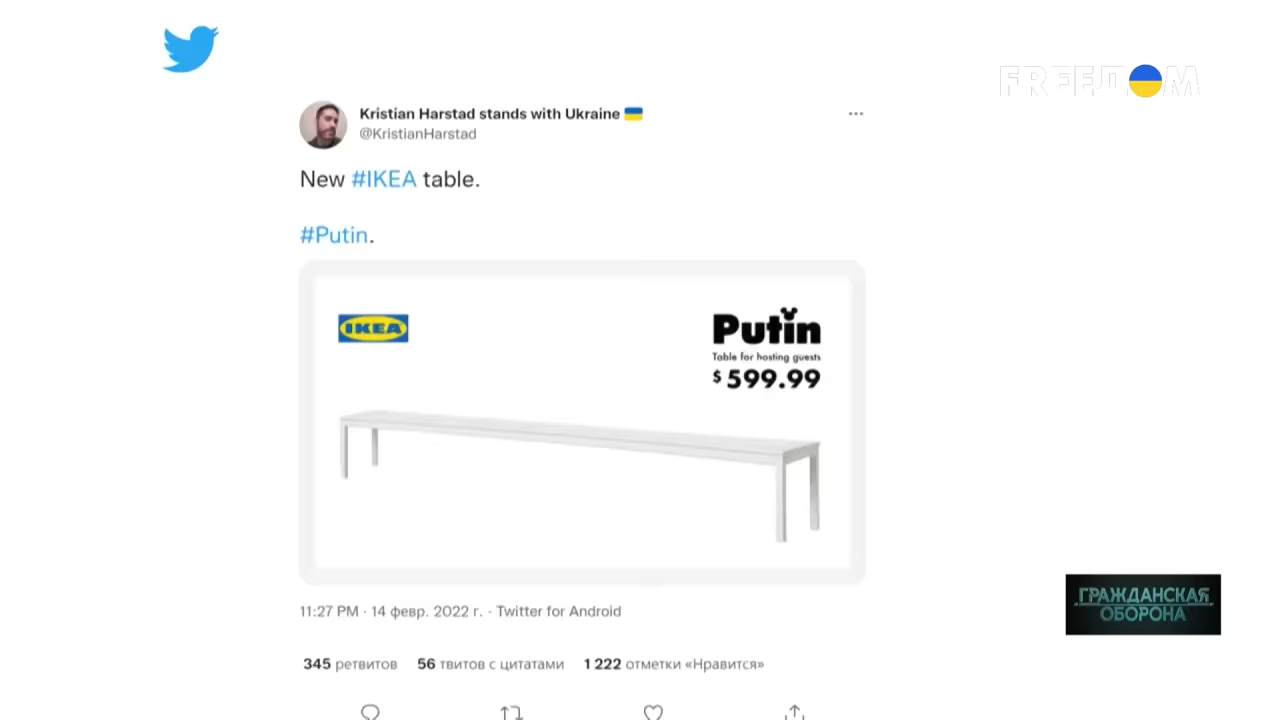 FREEДOM
Kristian Harstad stands with Ukraine
@KristianHarstad
New #IKEA table.
#Putin.
IKEA
Putin
Table for hosting guests
$ 599.99
11:27 PM · 14 февр. 2022 г. · Twitter for Android
ГРАЖДАНСКАЯ
ОБОРОНА
345 ретвитов 56 твитов с цитатами 1 222 отметки «Нравится»